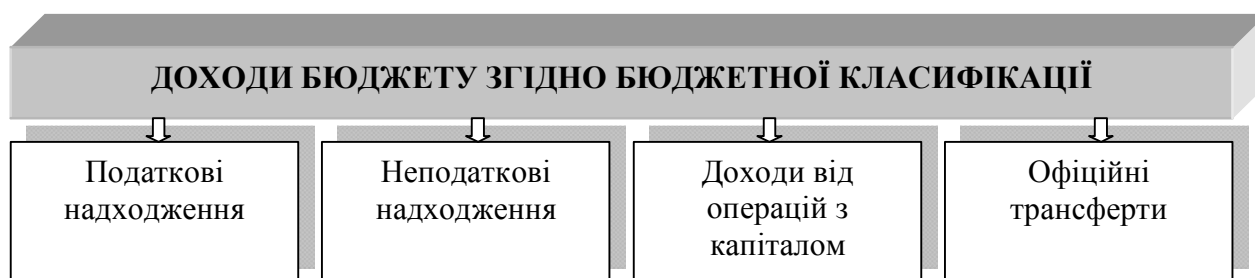 ДОХОДИ БЮДЖЕТУ ЗГІДНО БЮДЖЕТНОЇ КЛАСИФІКАЦІЇ
Податкові
надходження
Неподаткові
надходження
Доходи від
операцій з
капіталом
Офіційні
трансферти